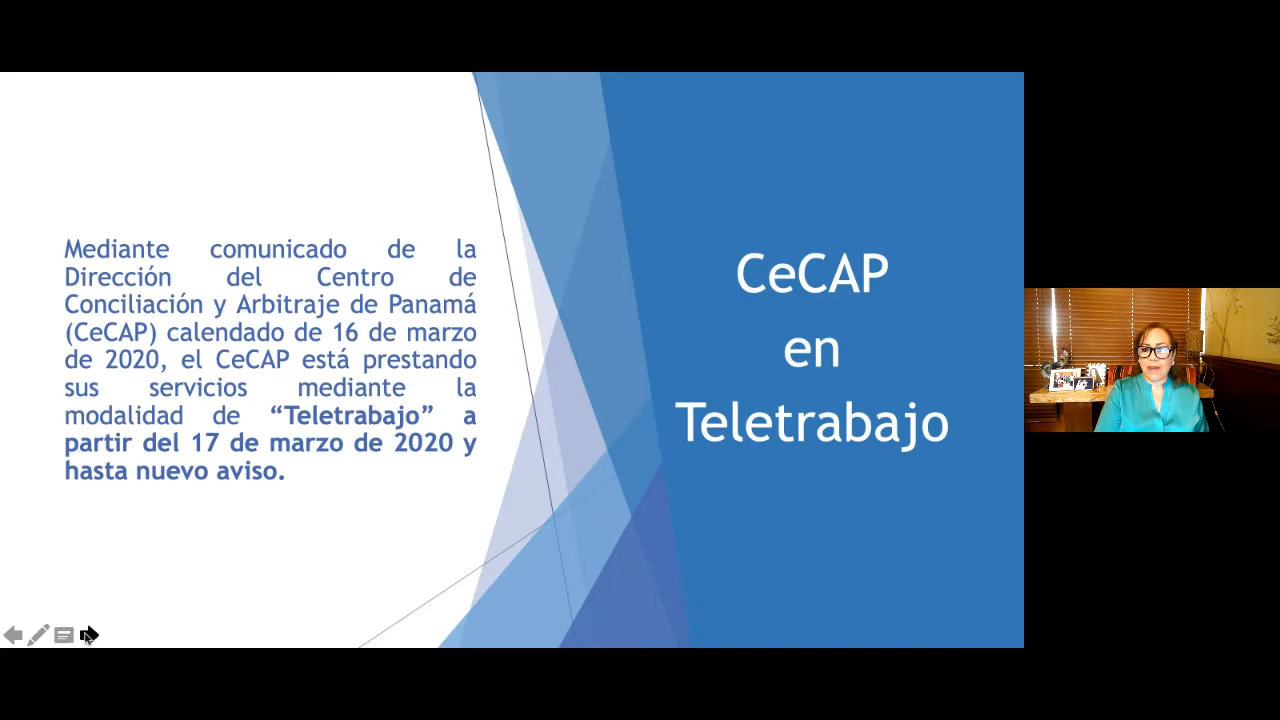 Mediante comunicado de la
Dirección del Centro de
Conciliación y Arbitraje de Panamá
(CeCAP) calendado de 16 de marzo
de 2020, el CeCAP está prestando
sus servicios mediante la
modalidad de “Teletrabajo” a
partir del 17 de marzo de 2020 y
hasta nuevo aviso.
CeCAP
en
Teletrabajo